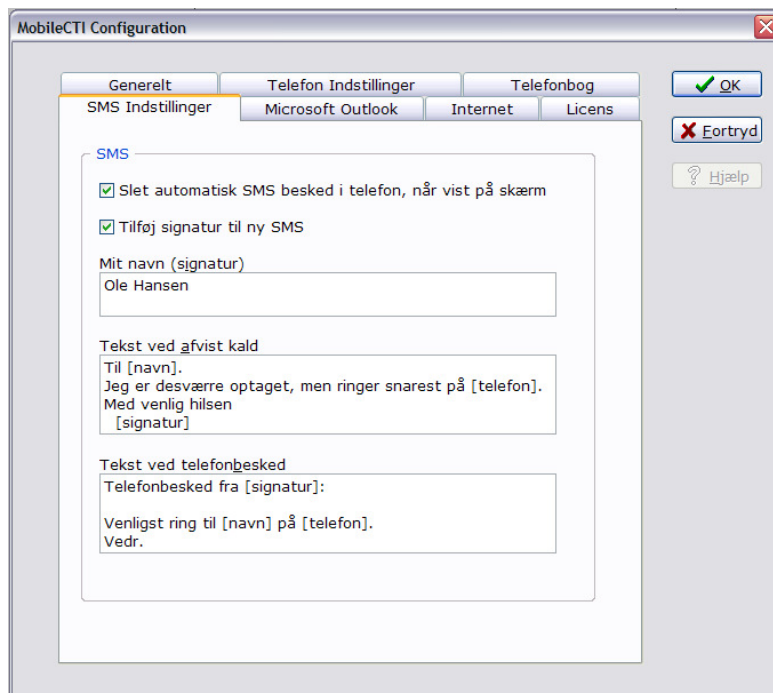 MobileCTI Configuration
Generelt
Telefon Indstillinger
Telefonbog
SMS Indstillinger
Microsoft Outlook
Internet
Licens
OK
Fortryd
Hjælp
SMS
Slet automatisk SMS besked i telefon, når vist på skærm
Tilføj signatur til ny SMS
Mit navn (signatur)
Ole Hansen
Tekst ved afvist kald
Til [navn].
Jeg er desværre optaget, men ringer snarest på [telefon].
Med venlig hilsen
[signatur]
Tekst ved telefonbesked
Telefonbesked fra [signatur]:
Venligst ring til [navn] på [telefon].
Vedr.